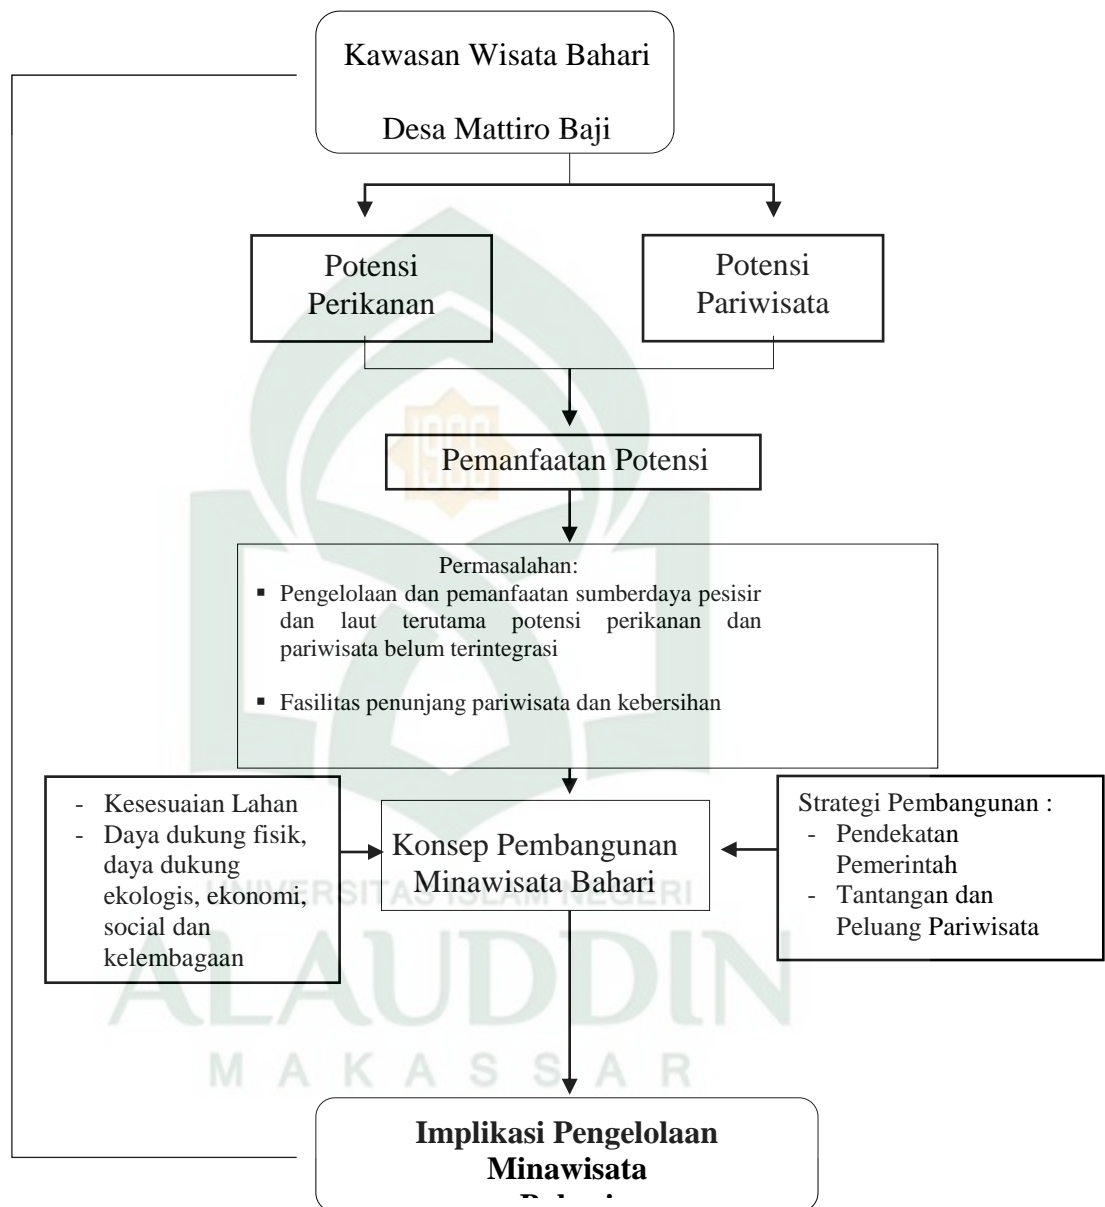 Kawasan Wisata Bahari
Desa Mattiro Baji
Potensi
Perikanan
Potensi
Pariwisata
Pemanfaatan Potensi
Permasalahan:
▪ Pengelolaan dan pemanfaatan sumberdaya pesisir
dan laut terutama potensi perikanan dan
pariwisata belum terintegrasi
▪ Fasilitas penunjang pariwisata dan kebersihan
- Kesesuaian Lahan
- Daya dukung fisik,
daya dukung
ekologis, ekonomi,
social dan
kelembagaan
Konsep Pembangunan
Minawisata Bahari
Strategi Pembangunan :
- Pendekatan
Pemerintah
- Tantangan dan
Peluang Pariwisata
Implikasi Pengelolaan
Minawisata
1988
UNIVERSITAS ISLAM NEGERI
ALAUDDIN
MAKASSAR